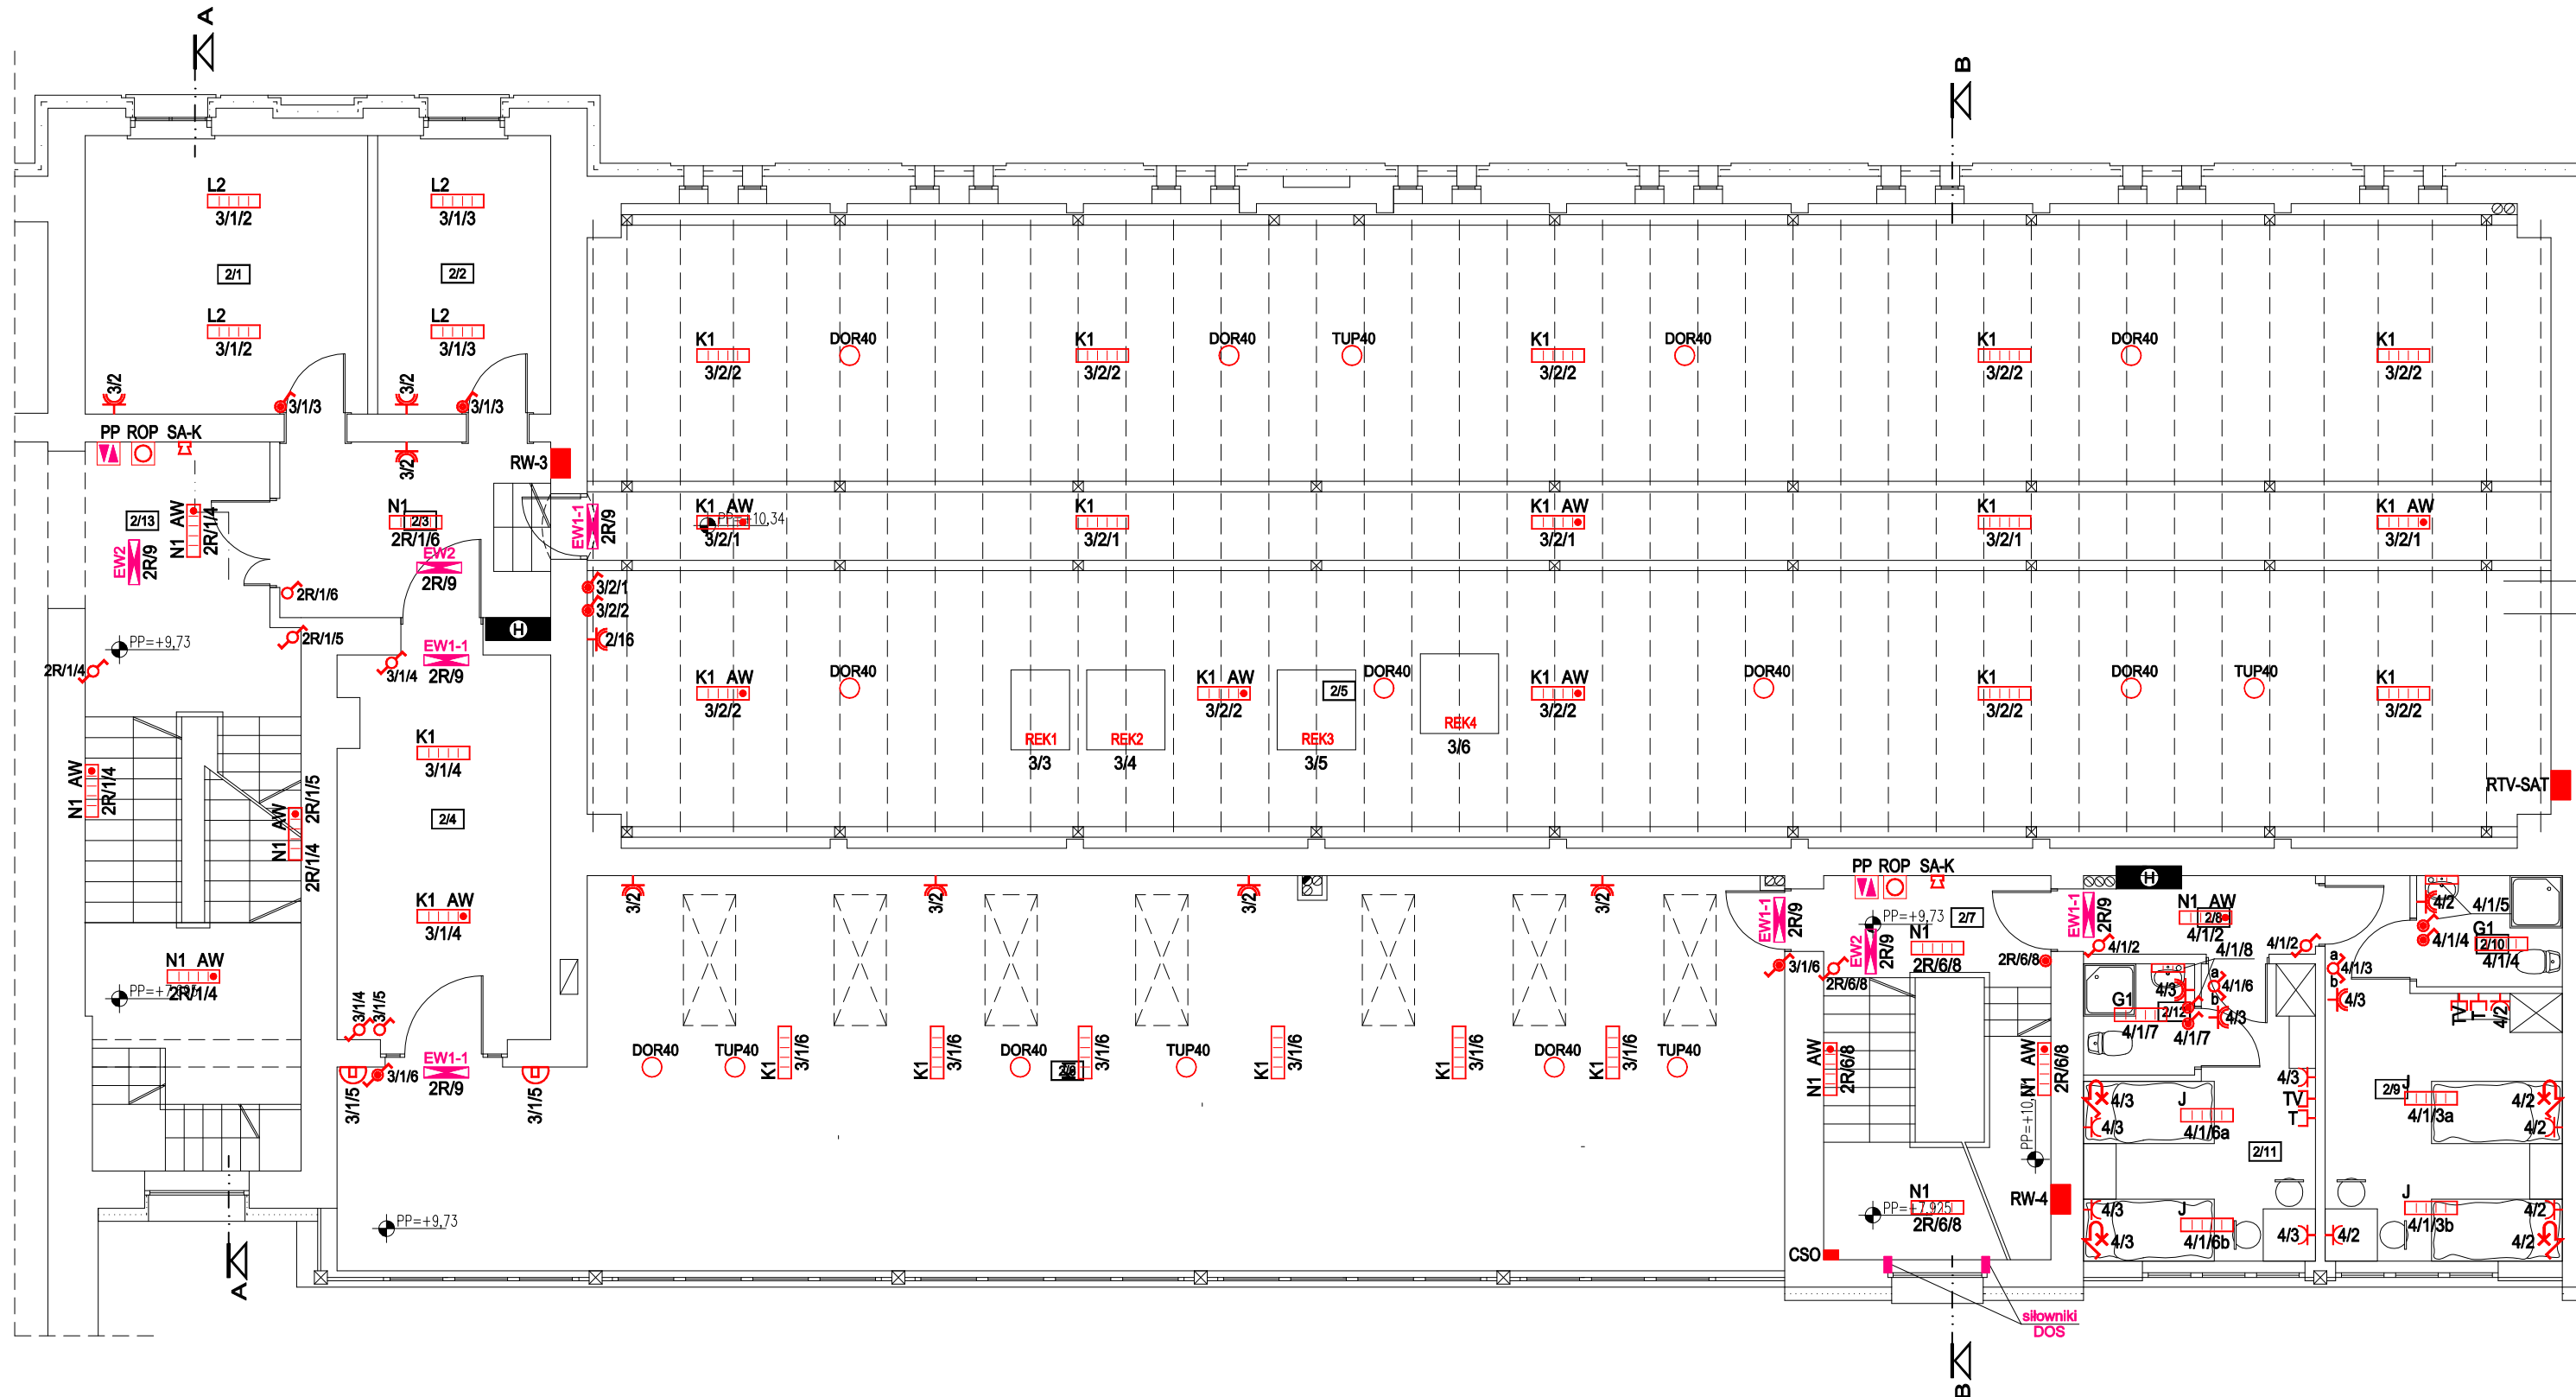 A
B
L2
3/1/2
L2
3/1/3
2/1
2/2
L2
3/1/2
L2
3/1/3
K1
3/2/2
DOR40
K1
3/2/2
DOR40
TUP40
K1
3/2/2
DOR40
K1
3/2/2
DOR40
K1
3/2/2
3/2
3/1/3
3/2
3/1/3
PP ROP SA-K
3/2
RW-3
2/13
N1 AW
2R/1/4
EW2
2R/9
N1
2/3
2R/1/6
EW2
2R/9
EW1-1
2R/9
K1 AW
PP=+10,34
3/2/1
K1
3/2/1
K1 AW
3/2/1
K1
3/2/1
K1 AW
3/2/1
2R/1/6
2R/1/5
3/2/1
3/2/2
2/16
H
PP=+9,73
2R/1/4
3/1/4
EW1-1
2R/9
K1 AW
3/2/2
DOR40
REK1
3/3
REK2
3/4
K1 AW
3/2/2
REK3
3/5
2/5
DOR40
REK4
3/6
K1 AW
3/2/2
DOR40
K1
3/2/2
DOR40
TUP40
K1
3/2/2
RTV-SAT
K1
3/1/4
2/4
N1 AW
2R/1/4
N1 AW
2R/1/4
2R/1/5
K1 AW
3/1/4
N1 AW
2R/1/4
3/1/4
3/1/5
3/1/5
3/1/6
EW1-1
2R/9
3/1/5
3/2
3/2
3/2
3/2
DOR40
TUP40
K1
3/1/6
K1
3/1/6
DOR40
3/1/6
TUP40
K1
3/1/6
K1
3/1/6
DOR40
K1
3/1/6
TUP40
PP=+9,73
PP ROP SA-K
EW1-1
2R/9
PP=+9,73
2/7
EW2
2R/9
N1
2R/6/8
3/1/6
2R/6/8
2R/6/8
N1 AW
2R/6/8
N1 AW
2R/6/8
N1
PP=+7,925
2R/6/8
RW-4
CSO
siłowniki
DOS
H
EW1-1
2R/9
N1 AW
2/8
4/1/2
4/1/2
4/1/8
4/1/2
4/2
4/1/5
4/1/4
G1
2/10
4/1/4
a
4/1/3
b
4/3
a
4/1/6
b
4/3
4/3
G1
2/12
4/1/7
4/1/7
TV
T
4/2
4/3
4/3
J
4/1/6a
4/3
TV
T
2/9
J
4/1/3a
4/2
4/2
2/11
4/3
4/3
J
4/1/6b
4/3
4/2
J
4/1/3b
4/2
4/2
A
B